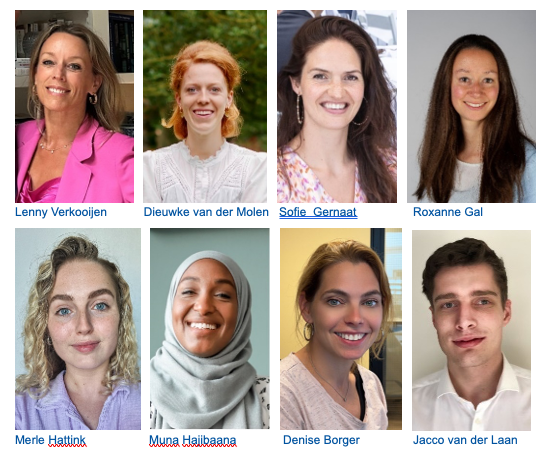 Lenny Verkooijen Dieuwke van der Molen Sofie Gernaat Roxanne Gal
Merle Hattink Muna Hajibaana Denise Borger Jacco van der Laan